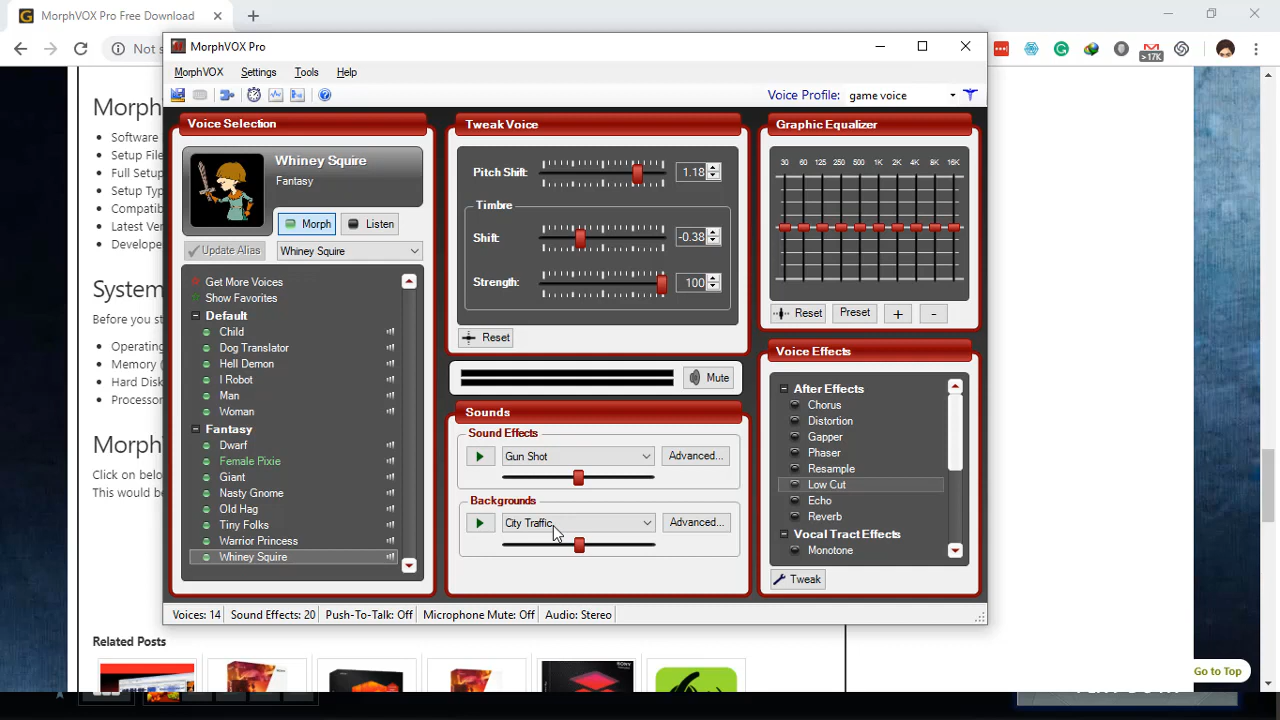 MorphVOX Pro Free Download
Not s
>17K
MorphVOX Pro
MorphVOX Settings Tools Help
Voice Profile: game voice
Morph
Software
Setup File
Full Setup
Setup Typ
Compatib
Latest Ver
Develope
System
Before you st
Operating
Memory (
Hard Disk
Processor
Morph
Click on belo
This would be
Voice Selection
Whiney Squire
Fantasy
Morph Listen
Update Alias Whiney Squire
Get More Voices
Show Favorites
Default
Child
Dog Translator
Hell Demon
I Robot
Man
Woman
Fantasy
Dwarf
Female Pixie
Giant
Nasty Gnome
Old Hag
Tiny Folks
Warrior Princess
Whiney Squire
Tweak Voice
Pitch Shift: 1.18
Timbre
Shift: -0.38
Strength: 100
Reset
Mute
Sounds
Sound Effects
Gun Shot Advanced...
Backgrounds
City Traffic Advanced...
Graphic Equalizer
30 60 125 250 500 1K 2K 4K 8K 16K
Reset Preset + -
Voice Effects
After Effects
Chorus
Distortion
Gapper
Phaser
Resample
Low Cut
Echo
Reverb
Vocal Tract Effects
Monotone
Tweak
Voices: 14 Sound Effects: 20 Push-To-Talk: Off Microphone Mute: Off Audio: Stereo
Related Posts
Go to Top